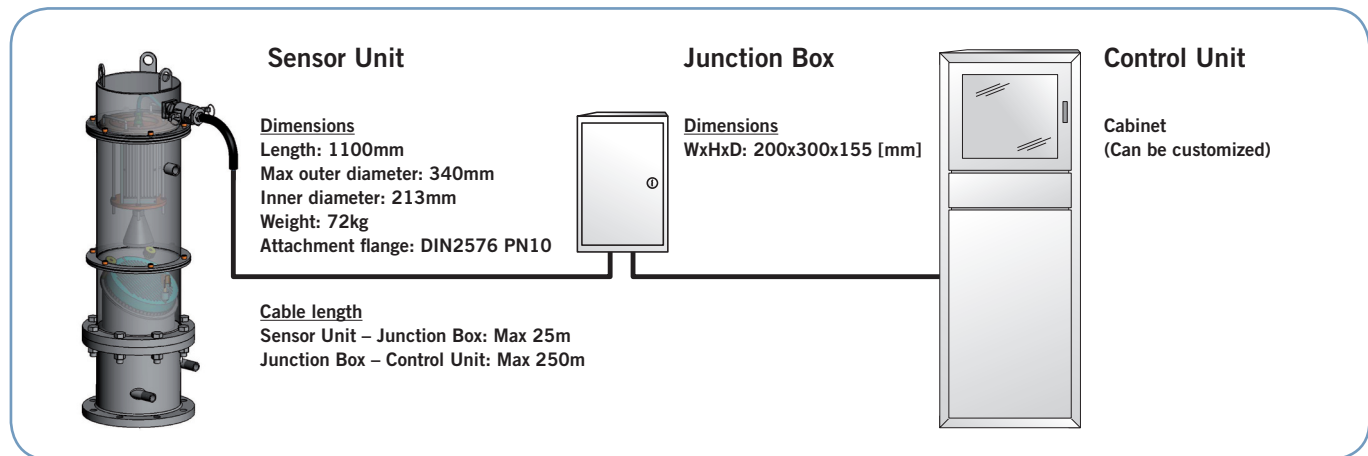 Sensor Unit
Dimensions
Length: 1100mm
Max outer diameter: 340mm
Inner diameter: 213mm
Weight: 72kg
Attachment flange: DIN2576 PN10
Cable length
Sensor Unit – Junction Box: Max 25m
Junction Box – Control Unit: Max 250m
Junction Box
Dimensions
WxHxD: 200x300x155 [mm]
Control Unit
Cabinet
(Can be customized)